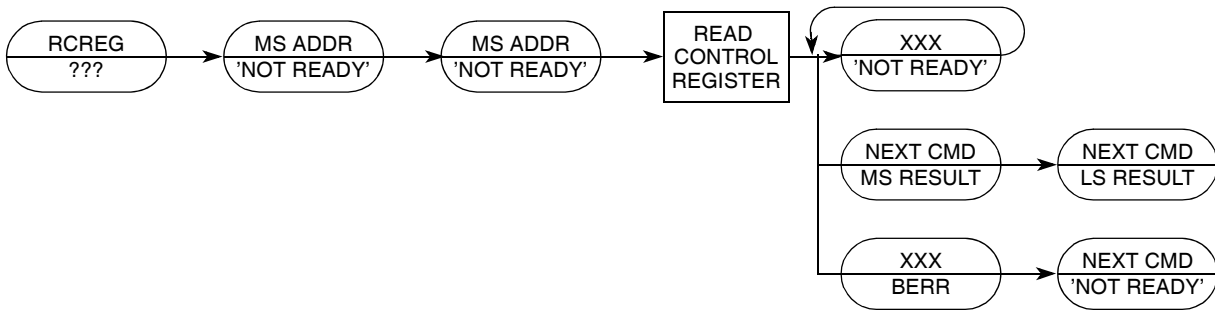 RCREG
???
MS ADDR
'NOT READY'
MS ADDR
'NOT READY'
READ
CONTROL
REGISTER
XXX
'NOT READY'
NEXT CMD
MS RESULT
NEXT CMD
LS RESULT
XXX
BERR
NEXT CMD
'NOT READY'